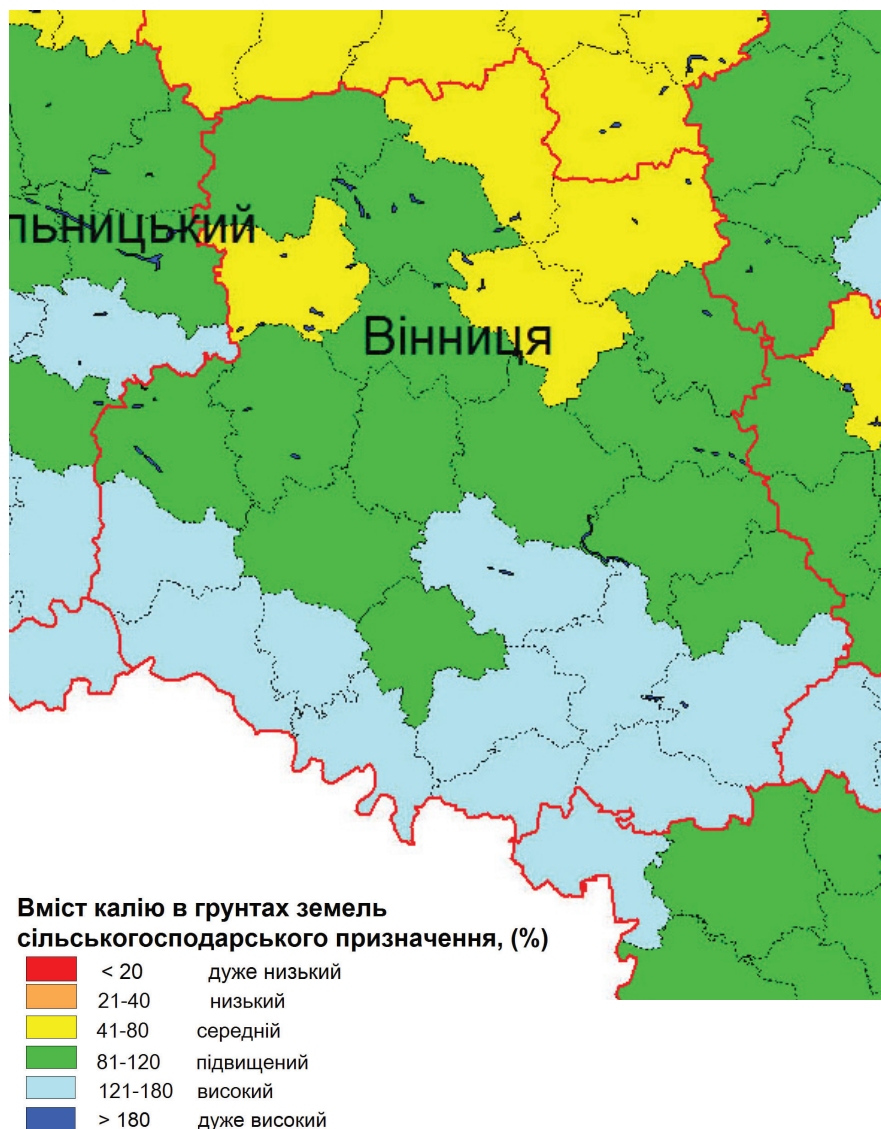 льницький
Вінниця
Вміст калію в грунтах земель
сільськогосподарського призначення, (%)
< 20 дуже низький
21-40 низький
41-80 середній
81-120 підвищений
121-180 високий
> 180 дуже високий